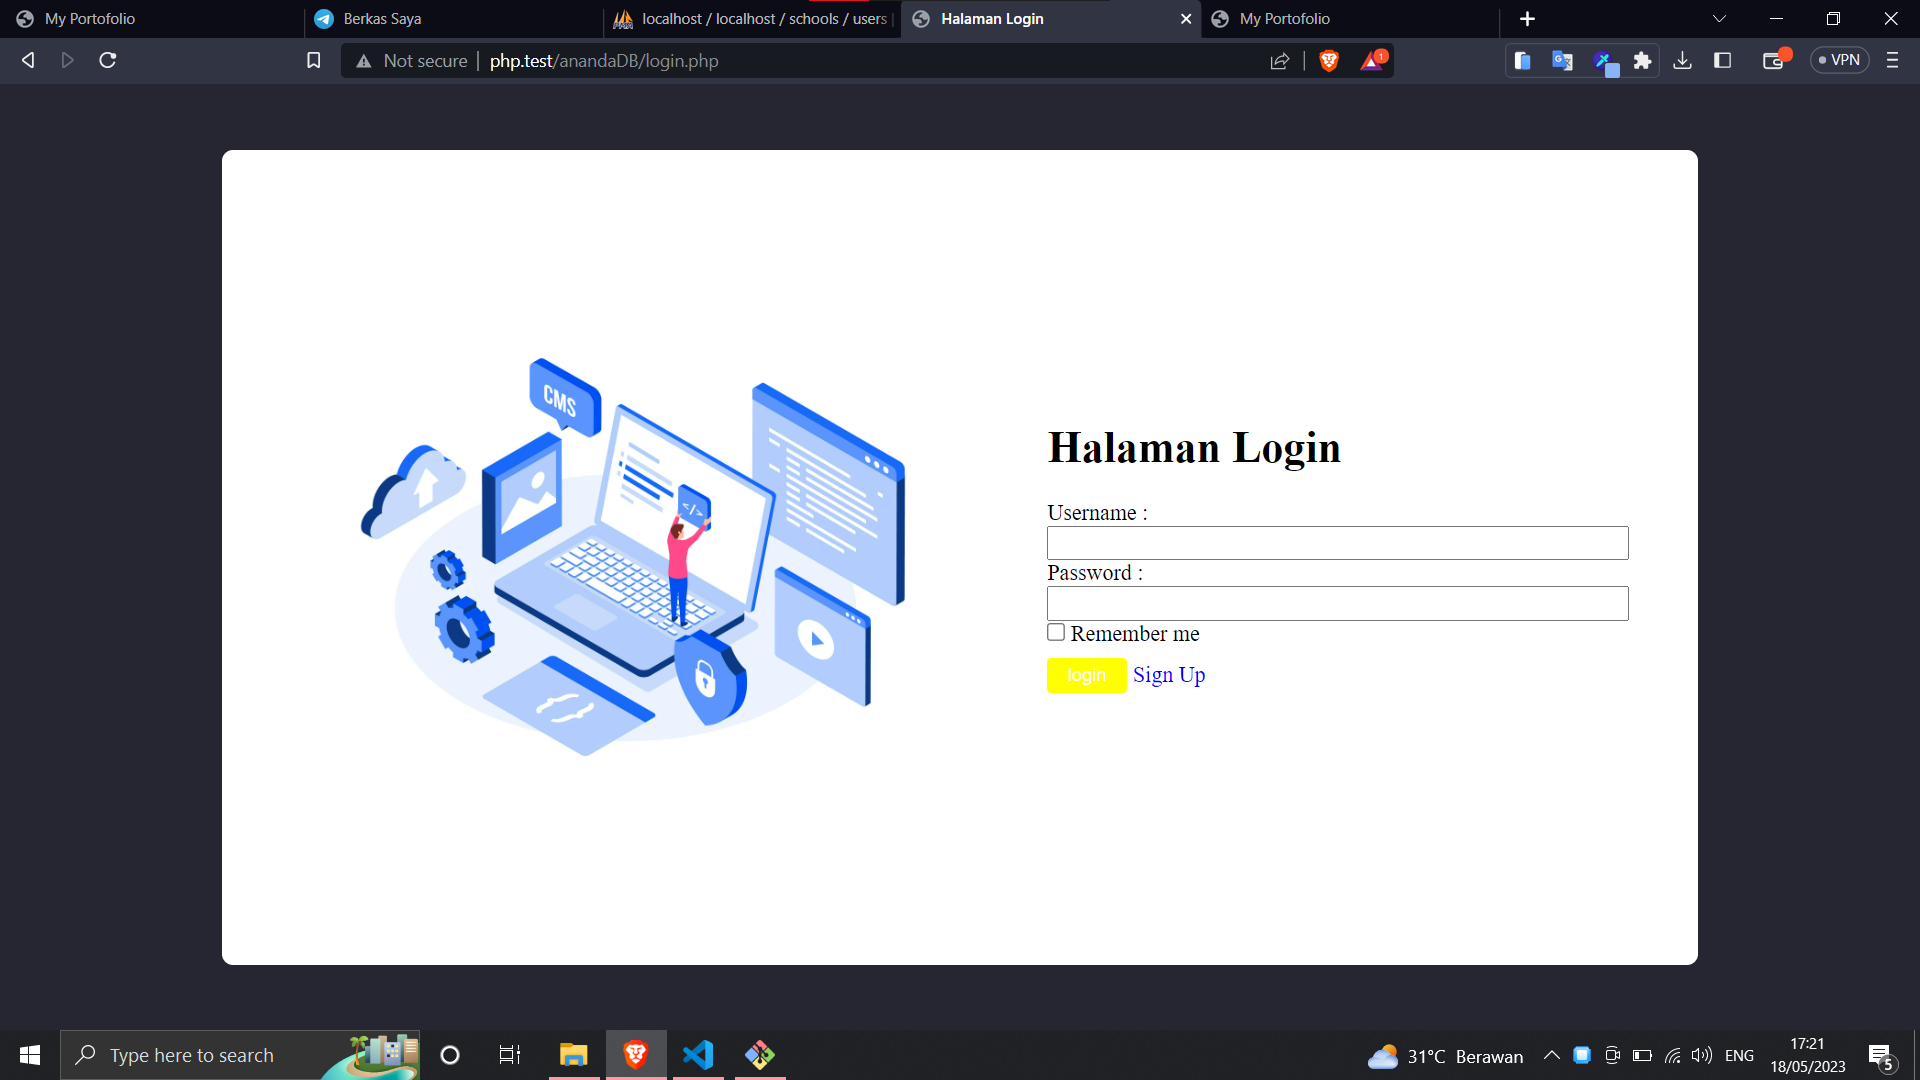 My Portofolio
Berkas Saya
localhost / localhost / schools / users
Halaman Login
My Portofolio
Not secure
php.test/anandaDB/login.php
1
VPN
CMS
</>
Halaman Login
Username :
Password :
Remember me
login Sign Up
Type here to search
31°C Berawan
ENG
17:21
18/05/2023
5